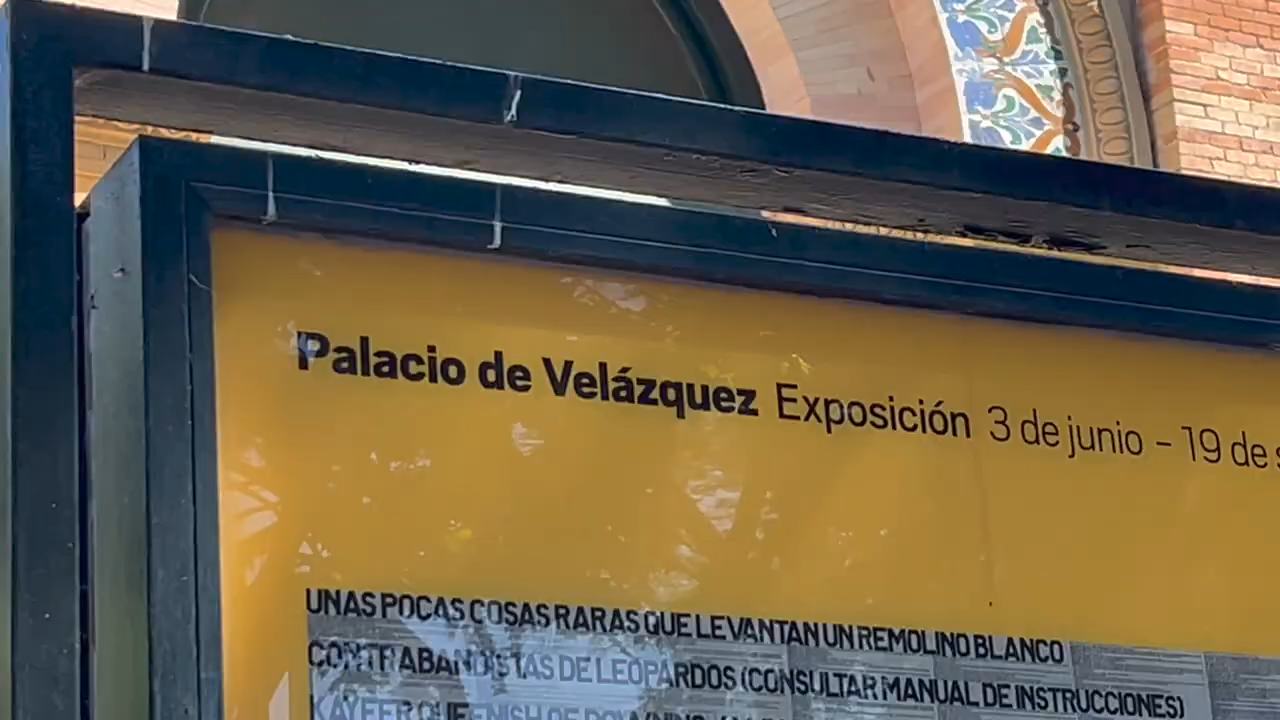 Palacio de Velázquez Exposición 3 de junio – 19 de
UNAS POCAS COSAS RARAS QUE LEVANTAN UN REMOLINO BLANCO
CONTRABANDISTAS DE LEOPARDOS (CONSULTAR MANUAL DE INSTRUCCIONES)